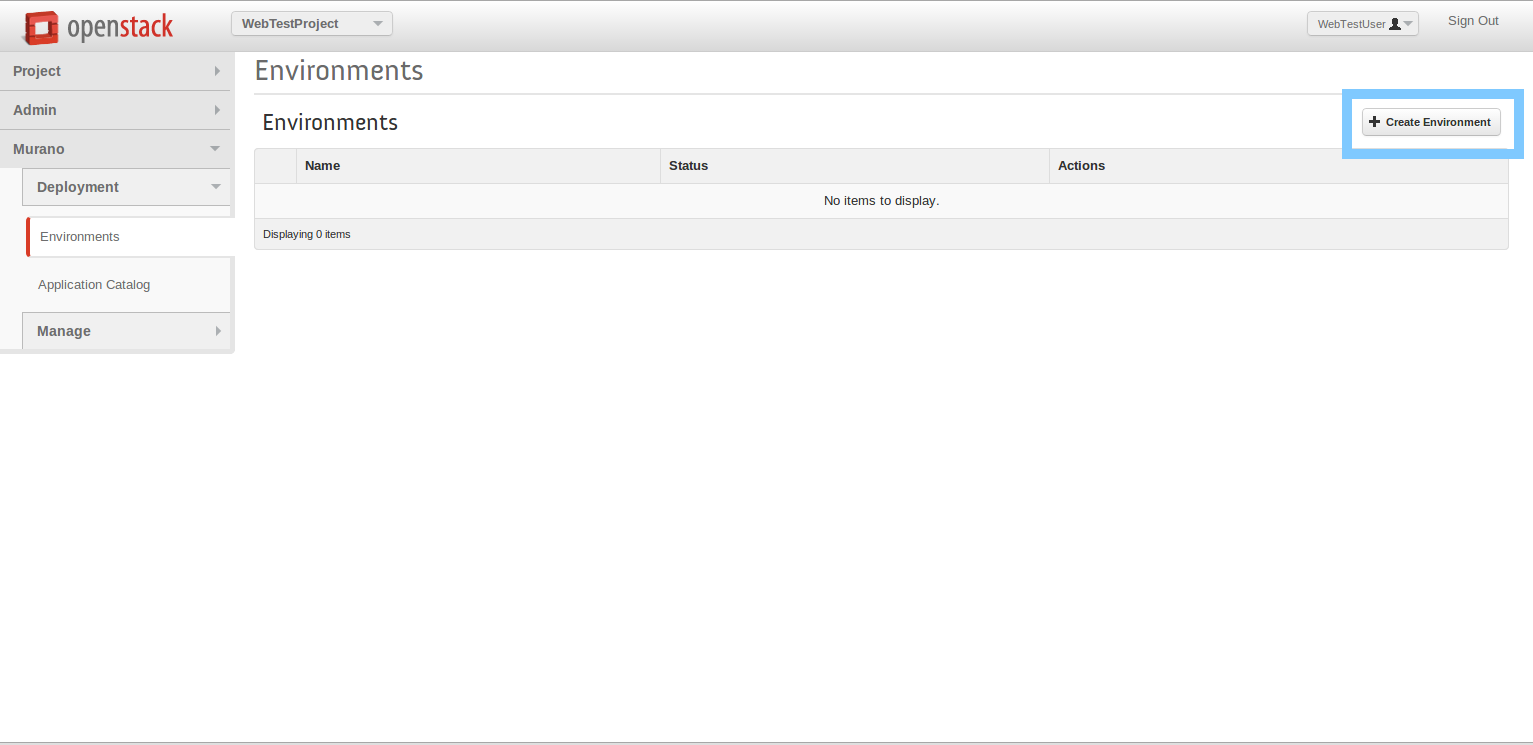 openstack
WebTestProject
WebTestUser
Sign Out
Project
Admin
Murano
Deployment
Environments
Application Catalog
Manage
Environments
Environments
Create Environment
Name Status Actions
No items to display.
Displaying 0 items